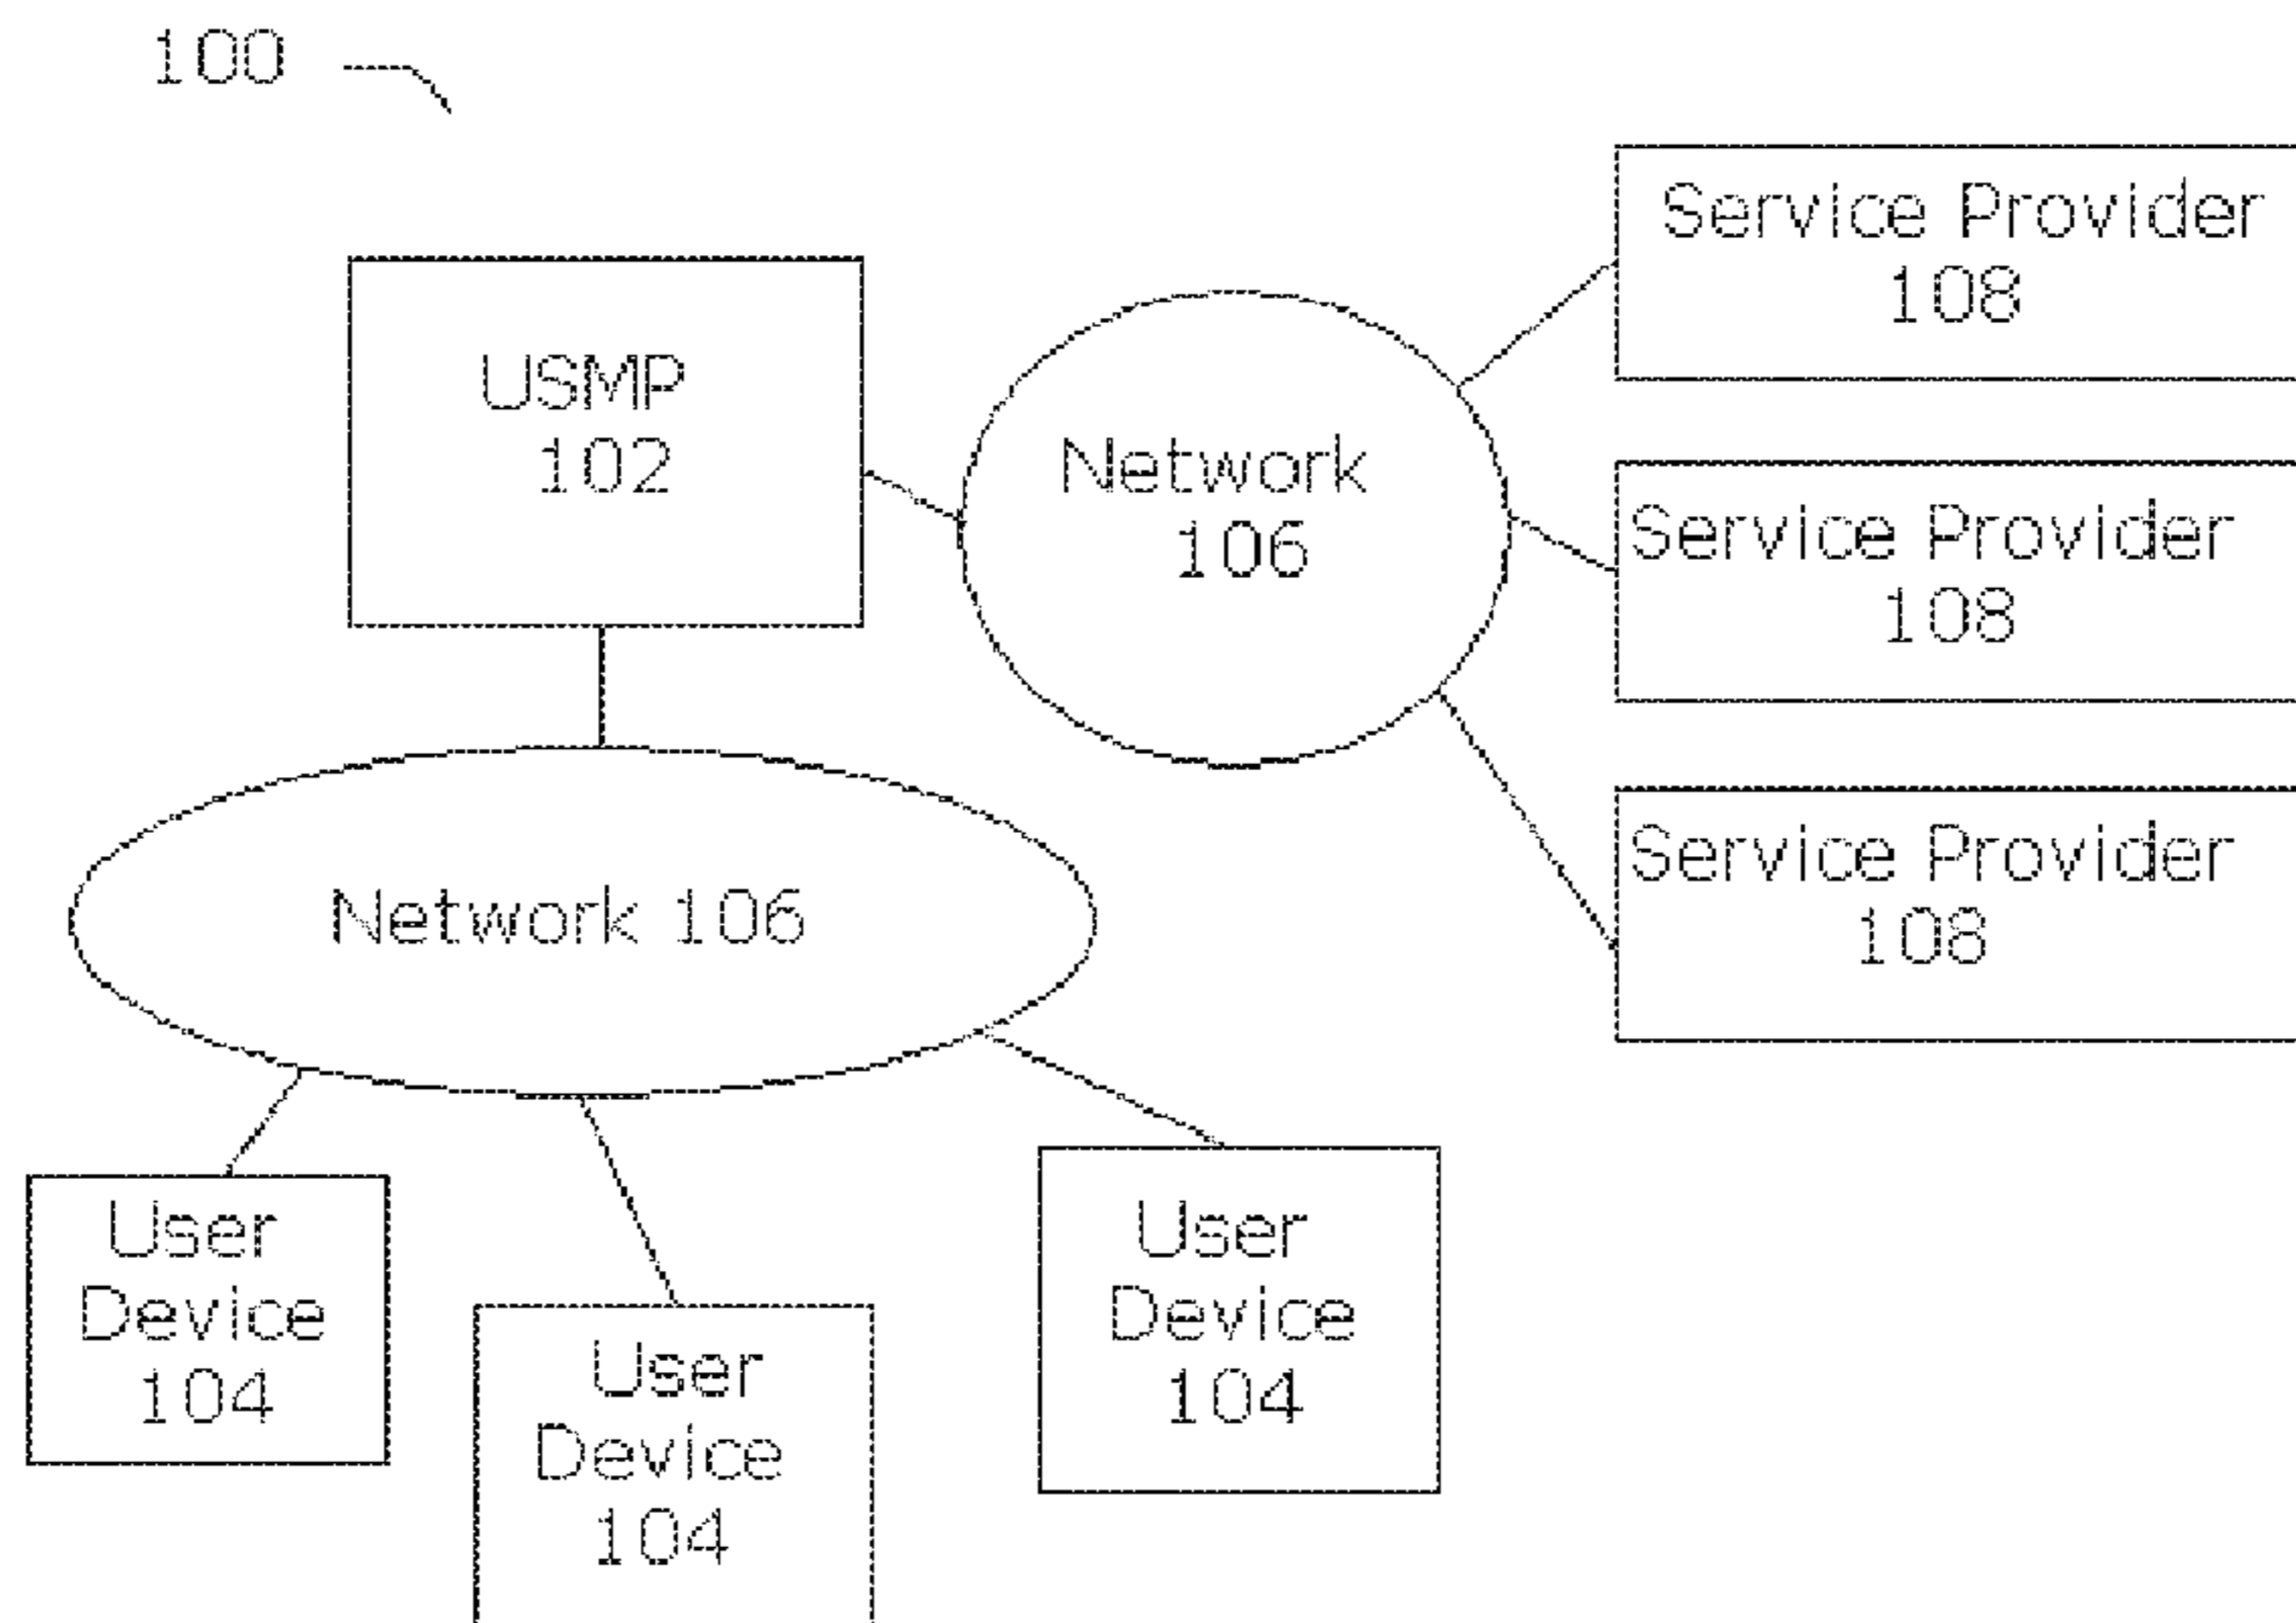 100
Service Provider
108
USMP
102
Network
106
Service Provider
108
Service Provider
108
Network 106
User
Device
104
User
Device
104
User
Device
104